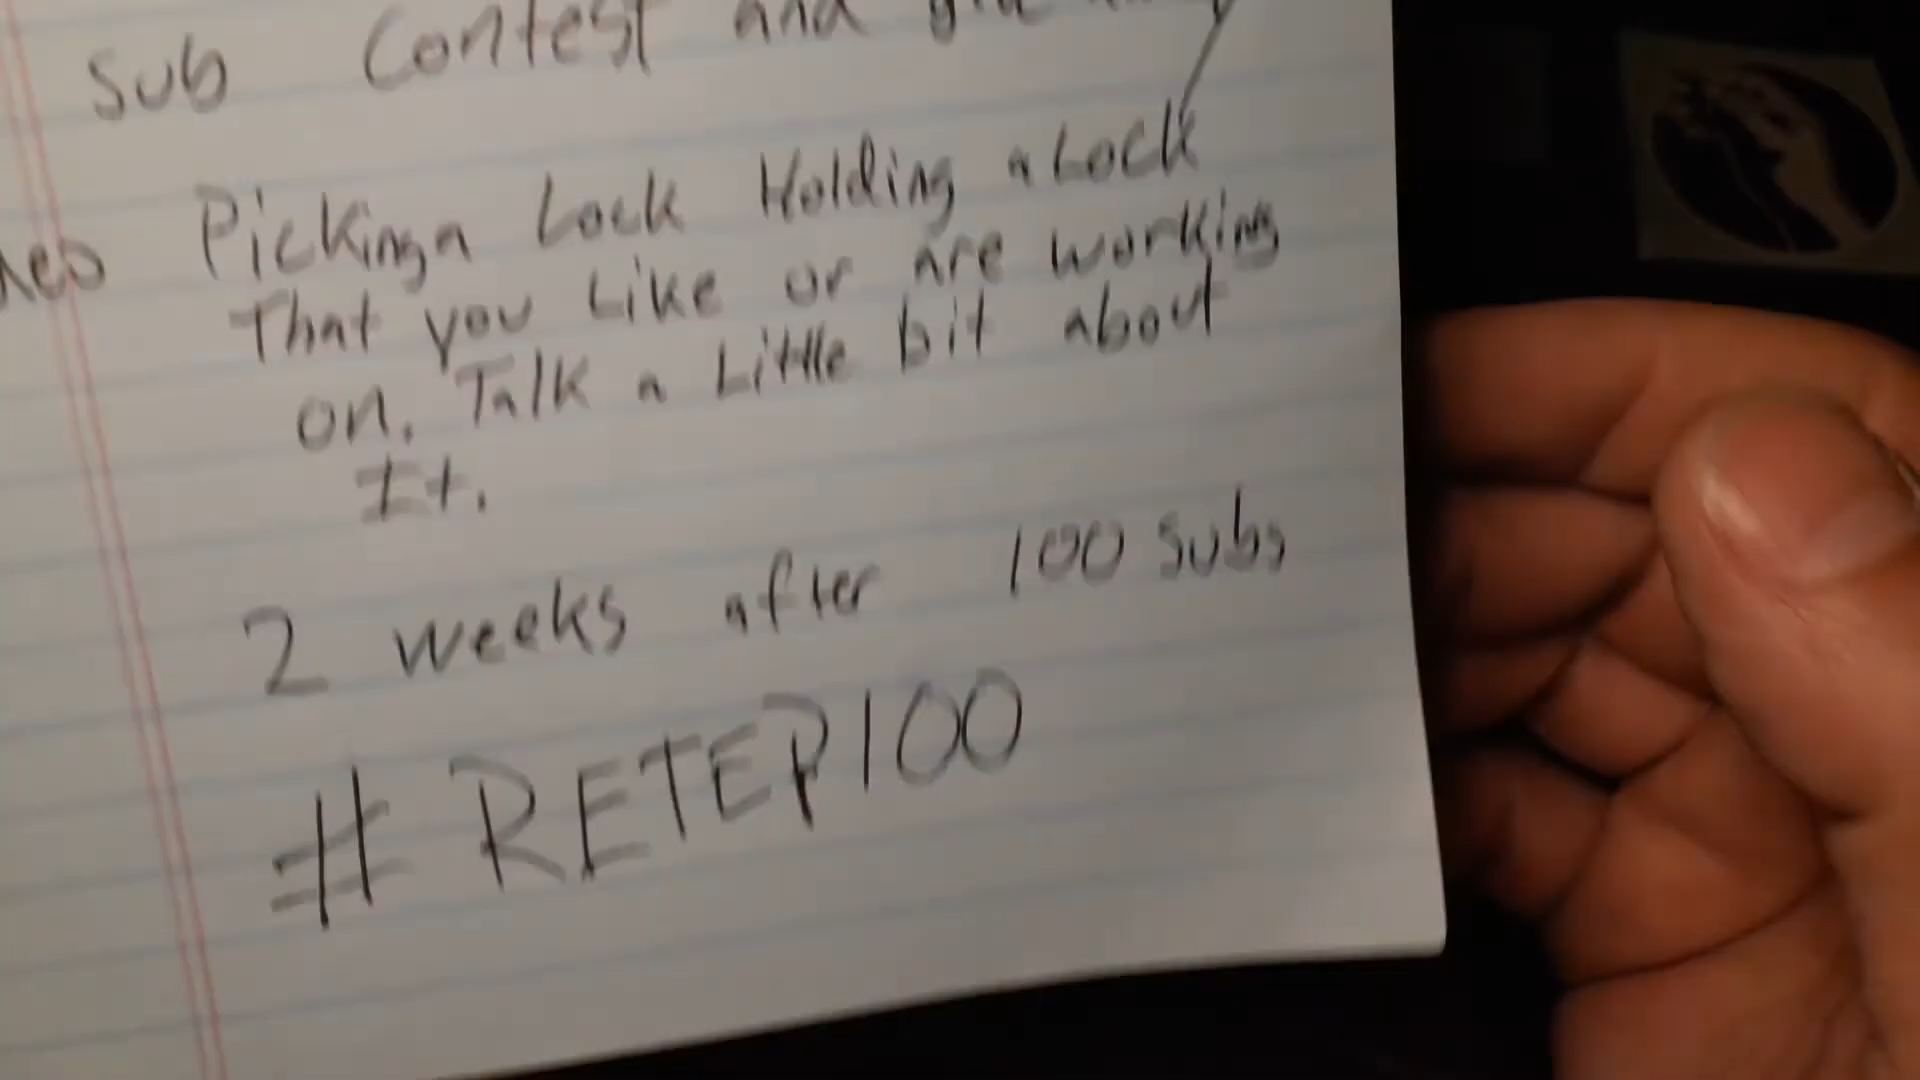 Sub Contest and
Pickinga Lock Holding a Lock
That you Like or are working
on. Talk a Little bit about
It.
2 weeks after 100 Subs
# RETEP100